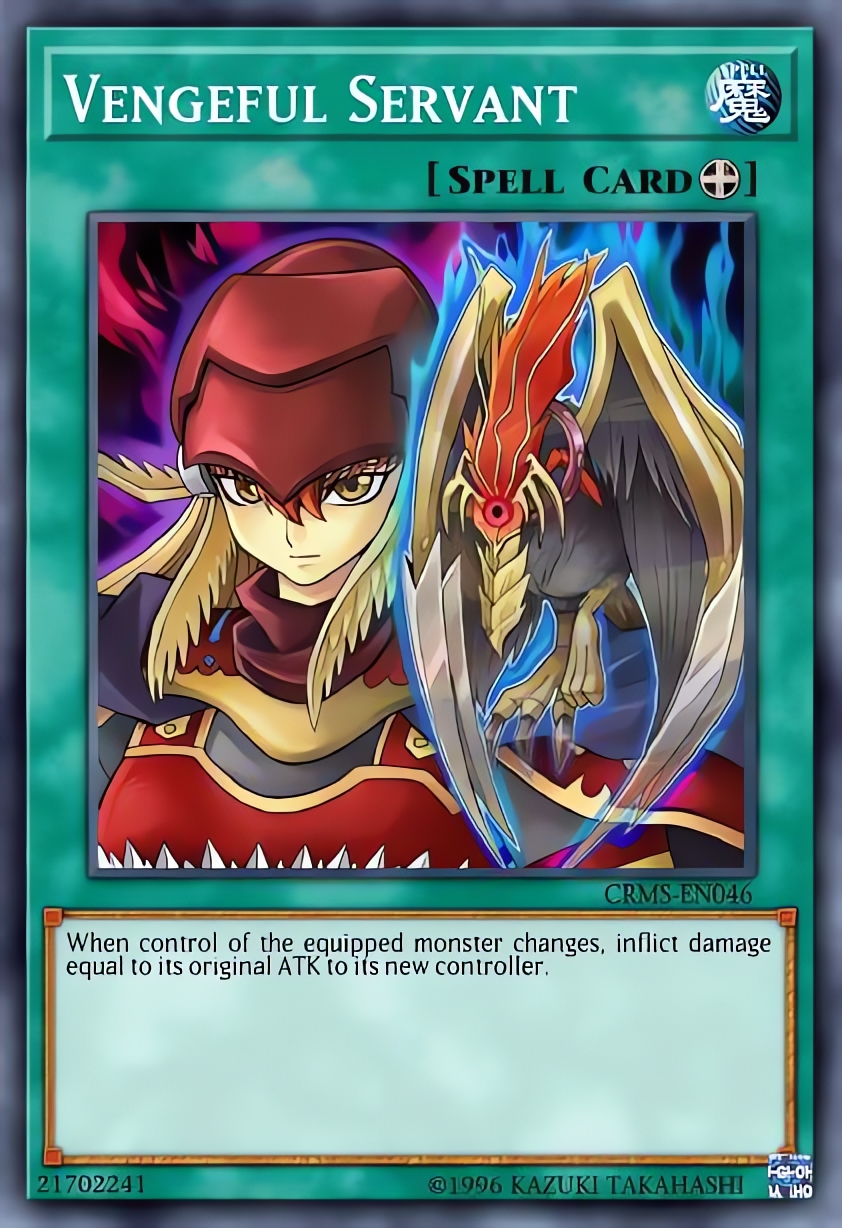 VENGEFUL SERVANT
魔
[SPELL CARD]
CRMS-EN046
When control of the equipped monster changes, inflict damage
equal to its original ATK to its new controller.
21702241
©1996 KAZUKI TAKAHASHI